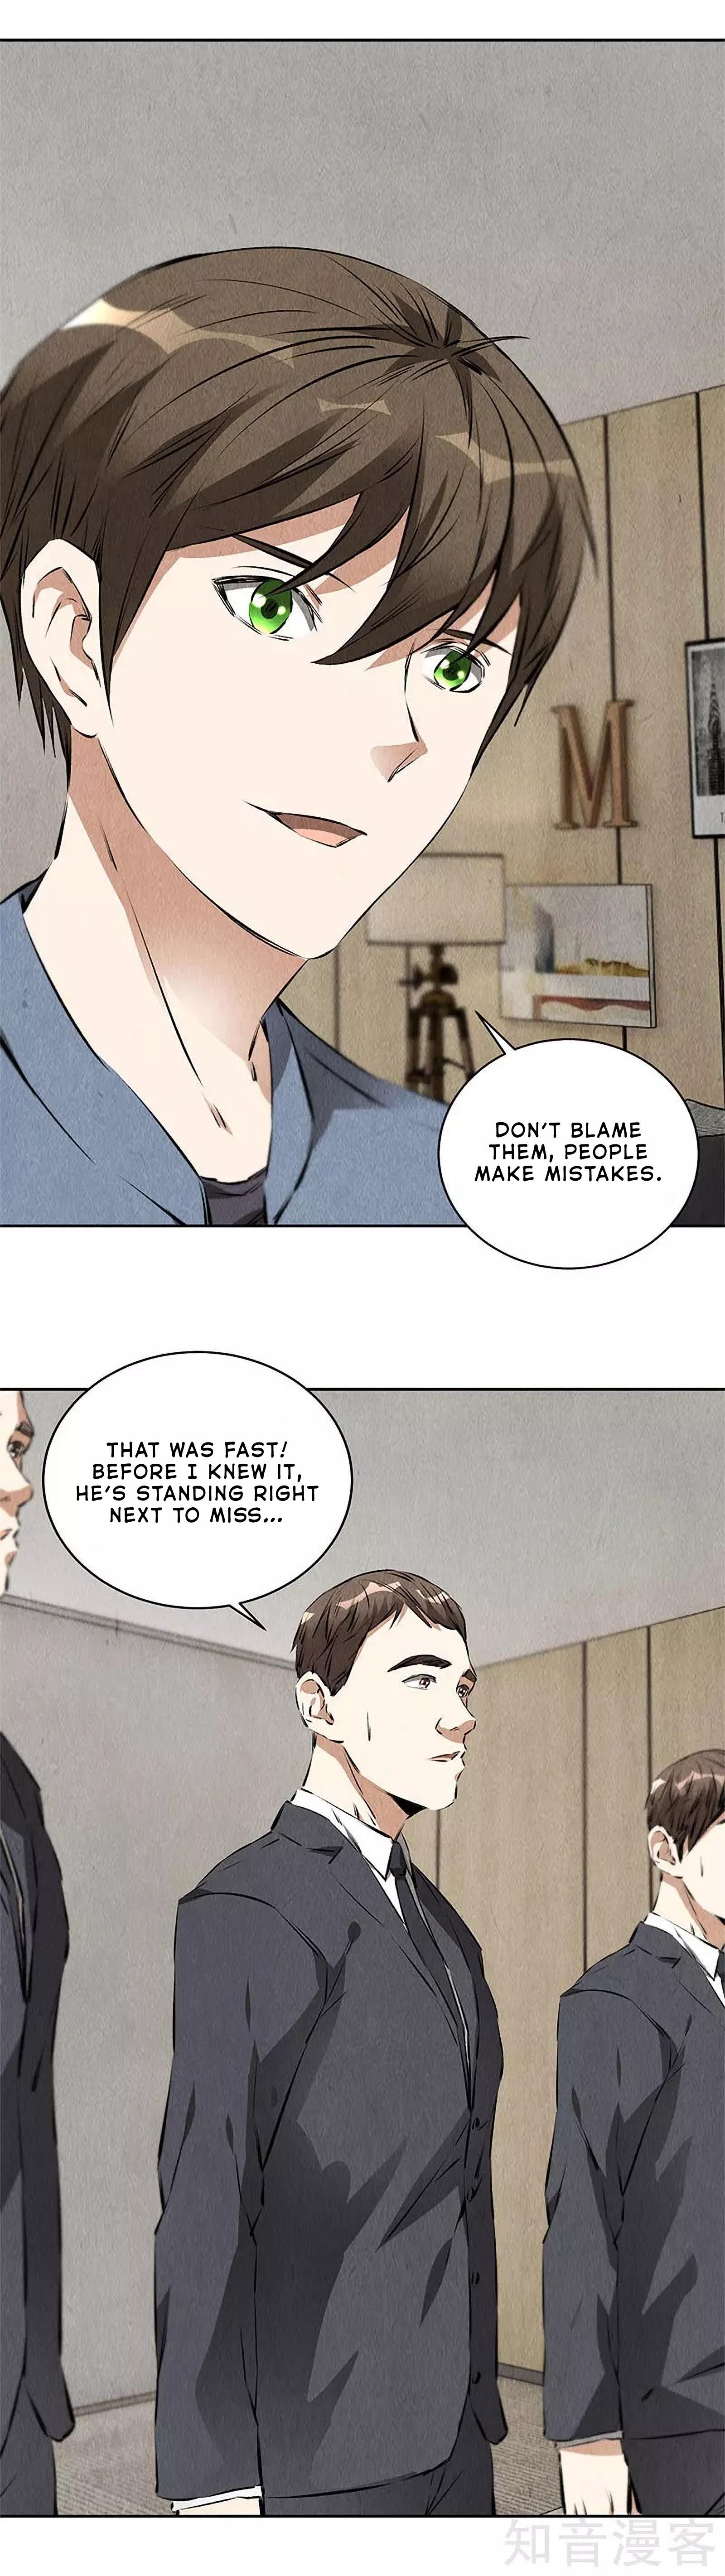 M
DON'T BLAME
THEM, PEOPLE
MAKE MISTAKES.
THAT WAS FAST!
BEFORE I KNEW IT,
HE'S STANDING RIGHT
NEXT TO MISS...
知音漫客